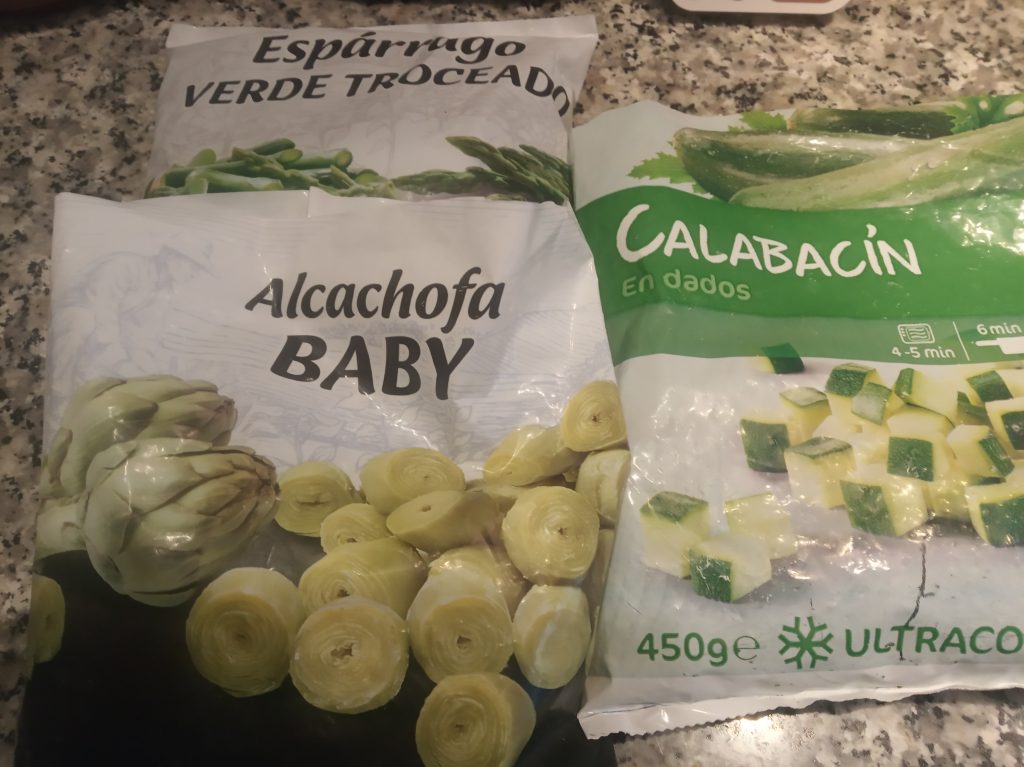 Espárrago
VERDE TROCEADO
Alcachofa
BABY
CALABACÍN
En dados
4-5 min
6 min
450g e
ULTRACO